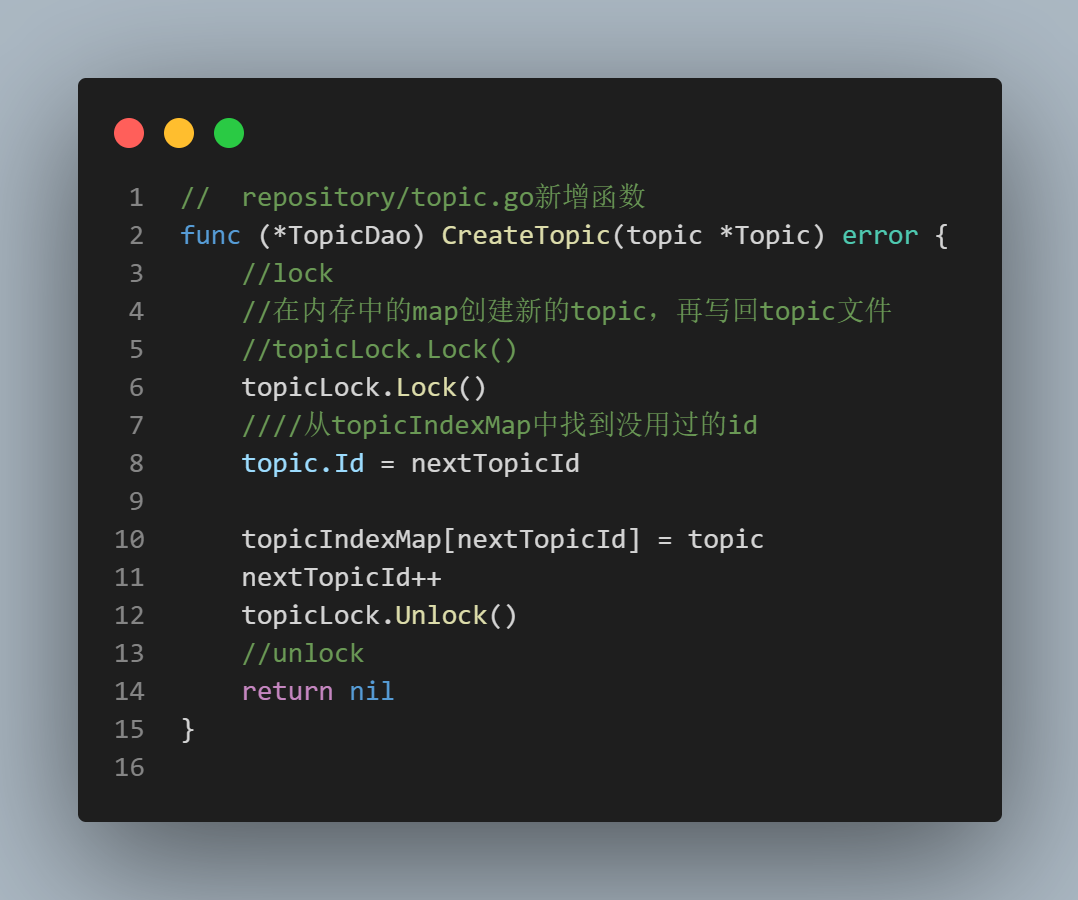 1 //  repository/topic.go新增函数
2 func (*TopicDao) CreateTopic(topic *Topic) error {
3     //lock
4     //在内存中的map创建新的topic，再写回topic文件
5     //topicLock.Lock()
6     topicLock.Lock()
7     ////从topicIndexMap中找到没用过的id
8     topic.Id = nextTopicId
9
10     topicIndexMap[nextTopicId] = topic
11     nextTopicId++
12     topicLock.Unlock()
13     //unlock
14     return nil
15 }
16